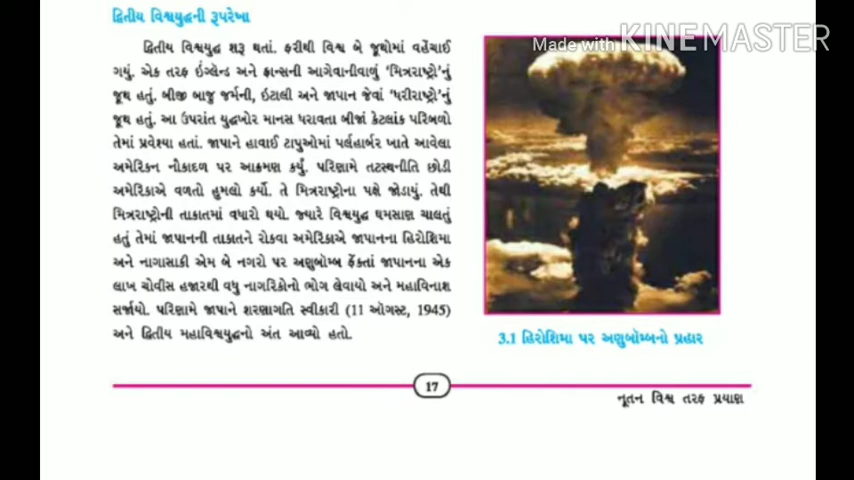 દ્વિતીય વિશ્વયુદ્ધની રૂપરેખા
Made with KINEMASTER
દ્વિતીય વિશ્વયુદ્ધ શરૂ થતાં. ફરીથી વિશ્વ બે જૂથોમાં વહેંચાઈ
ગયું. એક તરફ ઇંગ્લેન્ડ અને ફ્રાન્સની આગેવાનીવાળું ‘મિત્રરાષ્ટ્રો’નું
જૂથ હતું. બીજી બાજુ જર્મની, ઇટાલી અને જાપાન જેવાં ‘ધરીરાષ્ટ્રો’નું
જૂથ હતું. આ ઉપરાંત યુદ્ધખોર માનસ ધરાવતા બીજાં કેટલાંક પરિબળો
તેમાં પ્રવેશ્યા હતાં. જાપાને હાવાઈ ટાપુઓમાં પર્લહાર્બર ખાતે આવેલા
અમેરિકન નૌકાદળ પર આક્રમણ કર્યું. પરિણામે તટસ્થનીતિ છોડી
અમેરિકાએ વળતો હુમલો કર્યો. તે મિત્રરાષ્ટ્રોના પક્ષે જોડાયું. તેથી
મિત્રરાષ્ટ્રોની તાકાતમાં વધારો થયો. જ્યારે વિશ્વયુદ્ધ ઘમસાણ ચાલતું
હતું તેમાં જાપાનની તાકાતને રોકવા અમેરિકાએ જાપાનના હિરોશિમા
અને નાગાસાકી એમ બે નગરો પર અણુબોમ્બ ફેંક્તાં જાપાનના એક
લાખ ચોવીસ હજારથી વધુ નાગરિકોનો ભોગ લેવાયો અને મહાવિનાશ
સર્જાયો. પરિણામે જાપાને શરણાગતિ સ્વીકારી (11 ઑગસ્ટ, 1945)
અને દ્વિતીય મહાવિશ્વયુદ્ધનો અંત આવ્યો હતો.
3.1 હિરોશિમા પર અણુબૉમ્બનો પ્રહાર
17
નૂતન વિશ્વ તરફ પ્રયાણ